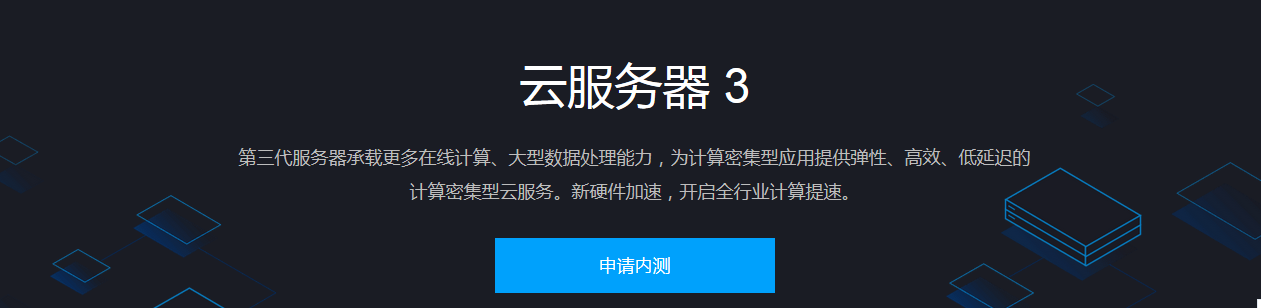 云服务器 3
第三代服务器承载更多在线计算、大型数据处理能力，为计算密集型应用提供弹性、高效、低延迟的
计算密集型云服务。新硬件加速，开启全行业计算提速。
申请内测